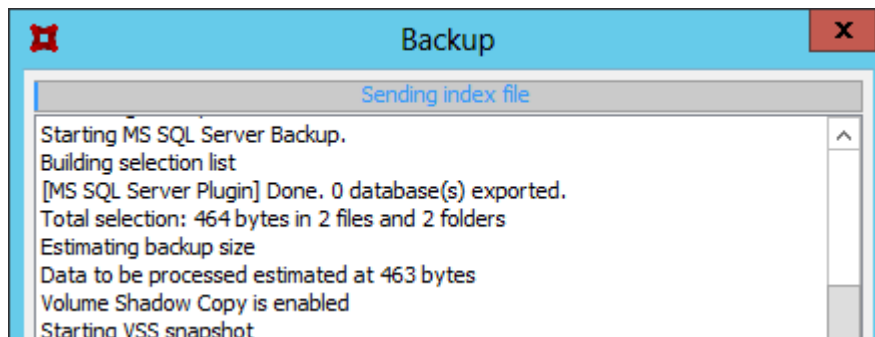 Backup
x
Sending index file
Starting MS SQL Server Backup.
Building selection list
[MS SQL Server Plugin] Done. 0 database(s) exported.
Total selection: 464 bytes in 2 files and 2 folders
Estimating backup size
Data to be processed estimated at 463 bytes
Volume Shadow Copy is enabled
Starting VSS snapshot